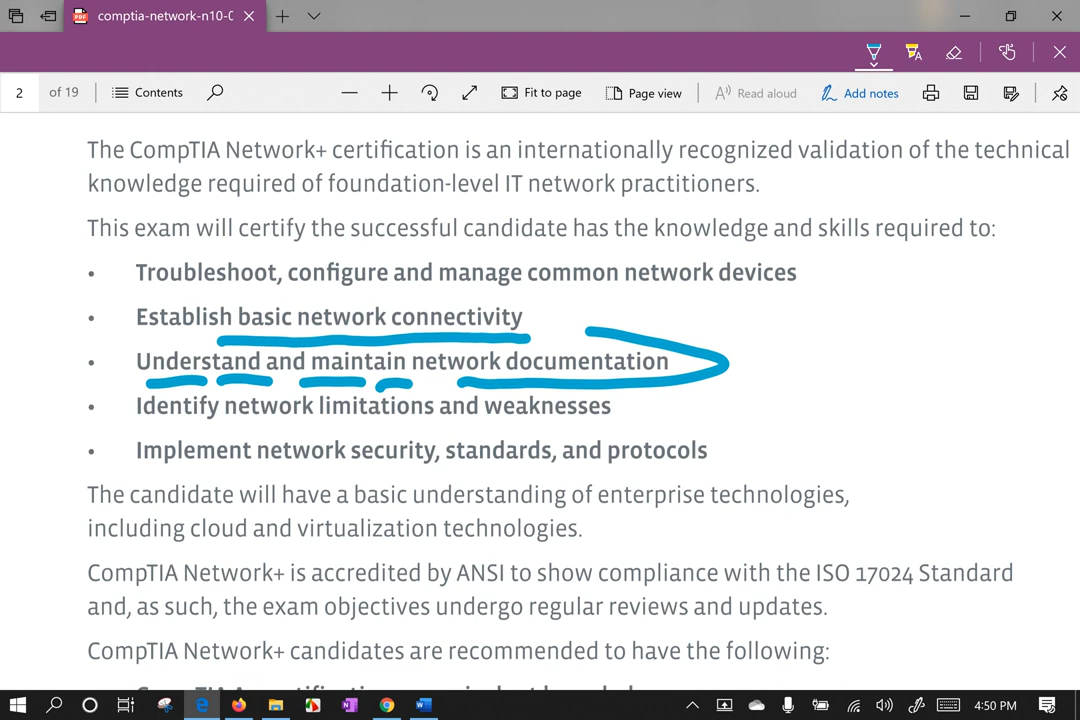 comptia-network-n10-0
2 of 19 Contents Fit to page Page view Read aloud Add notes
The CompTIA Network+ certification is an internationally recognized validation of the technical
knowledge required of foundation-level IT network practitioners.
This exam will certify the successful candidate has the knowledge and skills required to:
• Troubleshoot, configure and manage common network devices
• Establish basic network connectivity
• Understand and maintain network documentation
• Identify network limitations and weaknesses
• Implement network security, standards, and protocols
The candidate will have a basic understanding of enterprise technologies,
including cloud and virtualization technologies.
CompTIA Network+ is accredited by ANSI to show compliance with the ISO 17024 Standard
and, as such, the exam objectives undergo regular reviews and updates.
CompTIA Network+ candidates are recommended to have the following:
4:50 PM